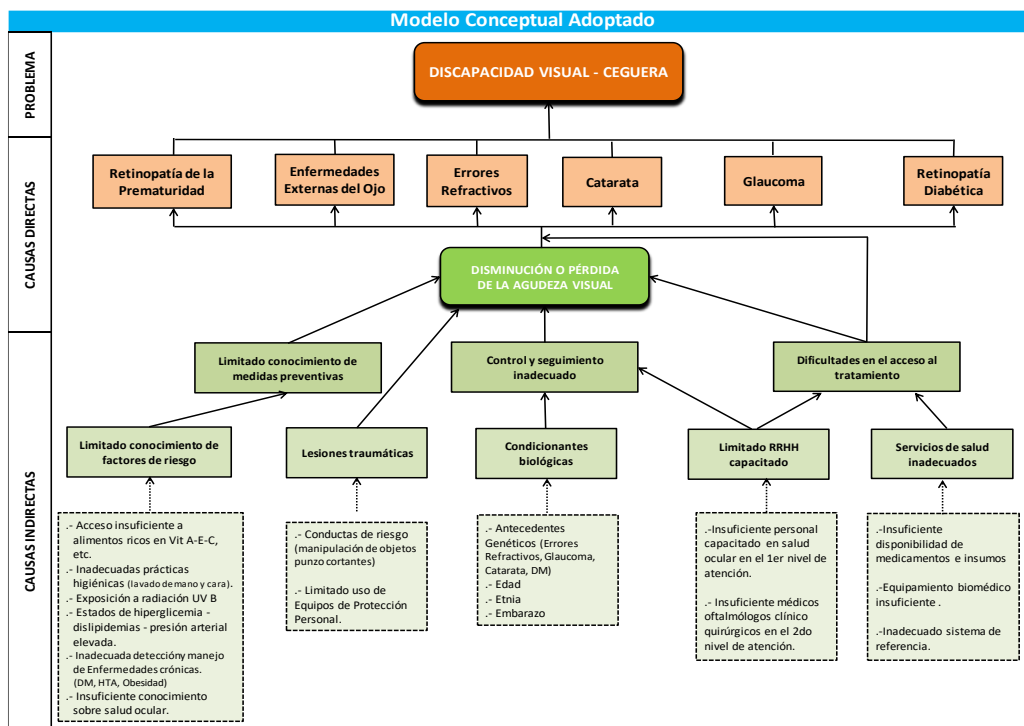 Modelo Conceptual Adoptado
PROBLEMA
DISCAPACIDAD VISUAL - CEGUERA
CAUSAS DIRECTAS
Retinopatía de la
Prematuridad
Enfermedades
Externas del Ojo
Errores
Refractivos
Catarata
Glaucoma
Retinopatía
Diabética
DISMINUCIÓN O PÉRDIDA
DE LA AGUDEZA VISUAL
CAUSAS INDIRECTAS
Limitado conocimiento de
medidas preventivas
Control y seguimiento
inadecuado
Dificultades en el acceso al
tratamiento
Limitado conocimiento de
factores de riesgo
Lesiones traumáticas
Condicionantes
biológicas
Limitado RRHH
capacitado
Servicios de salud
inadecuados
.- Acceso insuficiente a
alimentos ricos en Vit A-E-C,
etc.
.- Inadecuadas prácticas
higiénicas (lavado de mano y cara).
.- Exposición a radiación UV B
.- Estados de hiperglicemia -
dislipidemias - presión arterial
elevada.
.- Inadecuada detección y manejo
de Enfermedades crónicas.
(DM, HTA, Obesidad)
.- Insuficiente conocimiento
sobre salud ocular.
.- Conductas de riesgo
(manipulación de objetos
punzo cortantes)
.- Limitado uso de
Equipos de Protección
Personal.
.- Antecedentes
Genéticos (Errores
Refractivos, Glaucoma,
Catarata, DM)
.- Edad
.- Etnia
.- Embarazo
.-Insuficiente personal
capacitado en salud
ocular en el 1er nivel de
atención.
.- Insuficiente médicos
oftalmólogos clínico
quirúrgicos en el 2do
nivel de atención.
.-Insuficiente
disponibilidad de
medicamentos e insumos
.-Equipamiento biomédico
insuficiente .
.-Inadecuado sistema de
referencia.